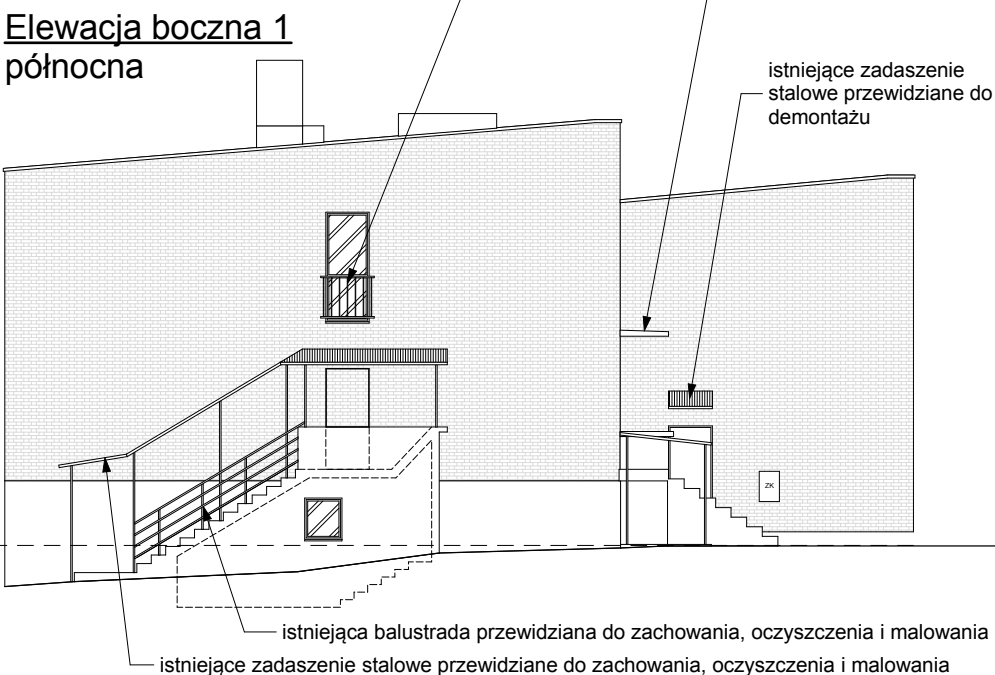 Elewacja boczna 1
północna
istniejące zadaszenie
stalowe przewidziane do
demontażu
ZK
istniejąca balustrada przewidziana do zachowania, oczyszczenia i malowania
istniejące zadaszenie stalowe przewidziane do zachowania, oczyszczenia i malowania